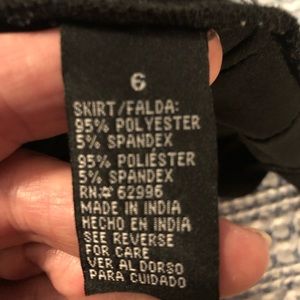 6
SKIRT/FALDA:
95% POLYESTER
5% SPANDEX
95% POLIÉSTER
5% SPANDEX
RN# 62996
MADE IN INDIA
HECHO EN INDIA
SEE REVERSE
FOR CARE
VER AL DORSO
PARA CUIDADO